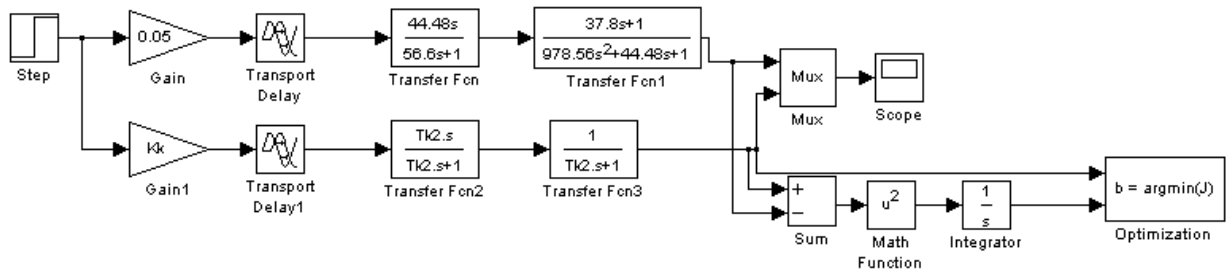 Step
0.05
Gain
Transport
Delay
44.48s
56.6s+1
Transfer Fcn
37.8s+1
978.56s²+44.48s+1
Transfer Fcn1
Mux
Mux
Scope
Kk
Gain1
Transport
Delay1
Tk2.s
Tk2.s+1
Transfer Fcn2
1
Tk2.s+1
Transfer Fcn3
+
−
Sum
u²
Math
Function
1
s
Integrator
b = argmin(J)
Optimization